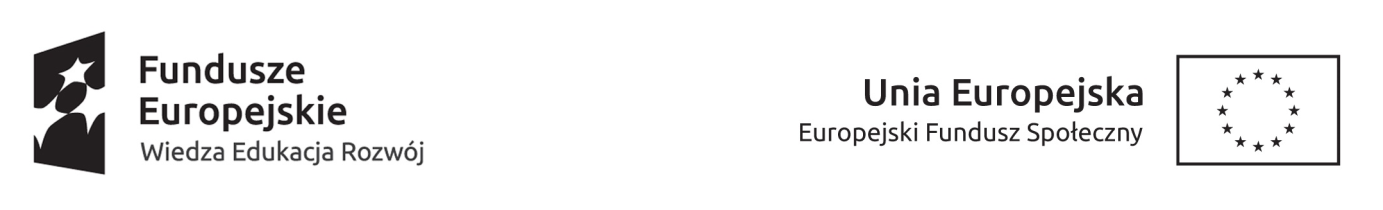 Fundusze
Europejskie
Wiedza Edukacja Rozwój
Unia Europejska
Europejski Fundusz Społeczny